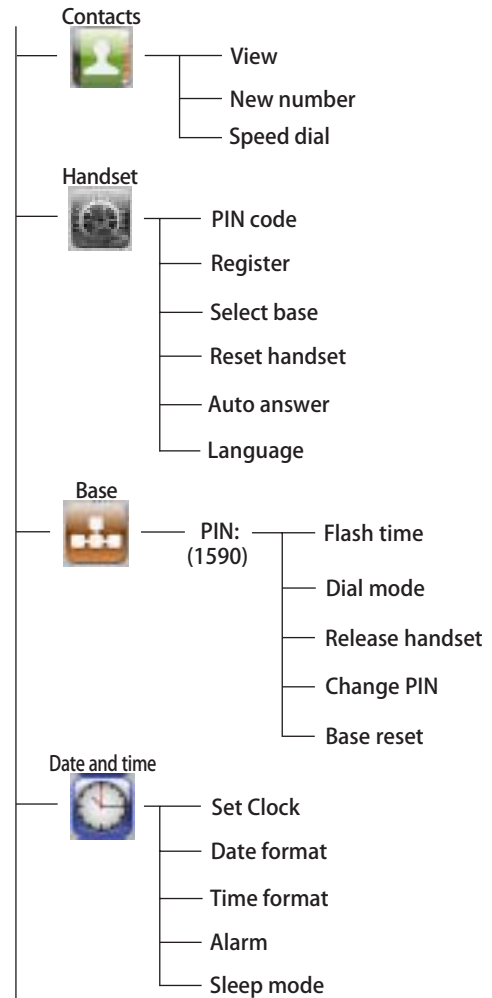 Contacts
View
New number
Speed dial
Handset
PIN code
Register
Select base
Reset handset
Auto answer
Language
Base
PIN:
(1590)
Flash time
Dial mode
Release handset
Change PIN
Base reset
Date and time
Set Clock
Date format
Time format
Alarm
Sleep mode